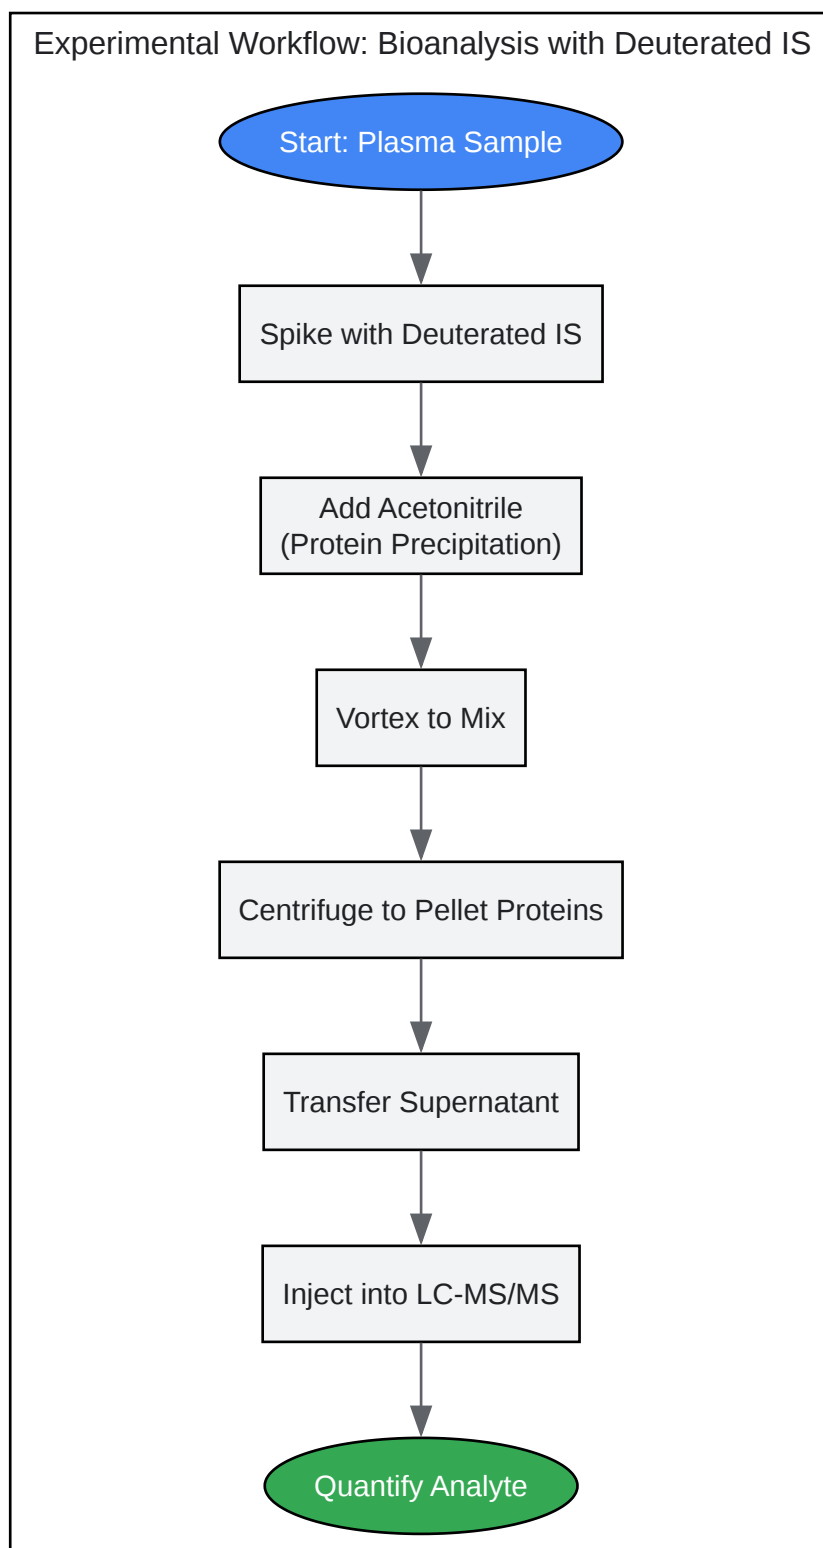 Experimental Workflow: Bioanalysis with Deuterated IS
Start: Plasma Sample
Spike with Deuterated IS
Add Acetonitrile
(Protein Precipitation)
Vortex to Mix
Centrifuge to Pellet Proteins
Transfer Supernatant
Inject into LC-MS/MS
Quantify Analyte